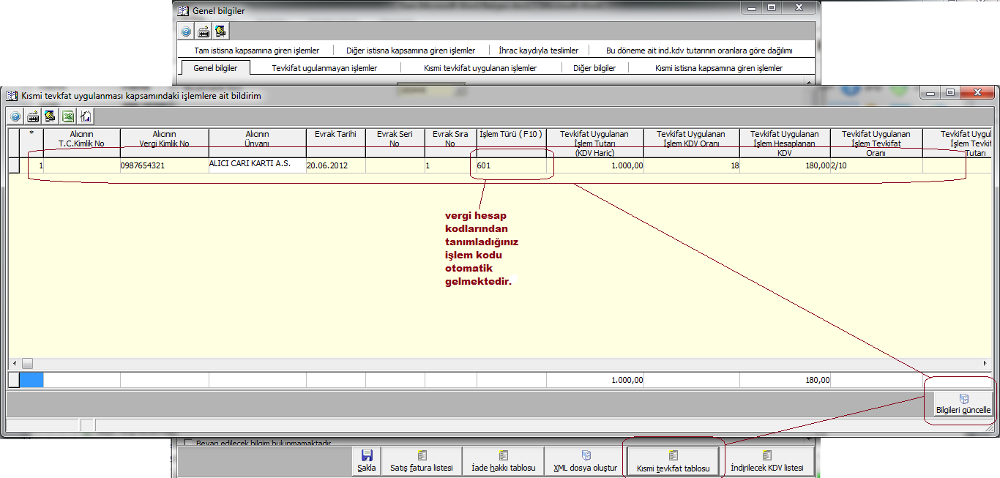 Genel bilgiler
Tam istisna kapsamına giren işlemler
Diğer istisna kapsamına giren işlemler
İhrac kaydıyla teslimler
Bu döneme ait ind.kdv tutarının oranlara göre dağılımı
Genel bilgiler
Tevkifat ugulanmayan işlemler
Kısmi tevkifat uygulanan işlemler
Diğer bilgiler
Kısmi istisna kapsamına giren işlemler
Kısmi tevkfat uygulanması kapsamındaki işlemlere ait bildirim
*
Alıcının
T.C.Kimlik No
Alıcının
Vergi Kimlik No
Alıcının
Ünvanı
Evrak Tarihi
Evrak Seri
No
Evrak Sıra
No
İşlem Türü ( F10 )
Tevkifat Uygulanan
İşlem Tutarı
(KDV Hariç)
Tevkifat Uygulanan
İşlem KDV Oranı
Tevkifat Uygulanan
İşlem Hesaplanan
KDV
Tevkifat Uygulanan
İşlem Tevkifat
Oranı
Tevkifat Uygul
İşlem Tevkif
Tutarı
1
0987654321
ALICI CARI KARTI A.S.
20.06.2012
1
601
1.000,00
18
180,00
2/10
vergi hesap
kodlarından
tanımladığınız
işlem kodu
otomatik
gelmektedir.
1.000,00
180,00
Bilgileri güncelle
Beyan edilecek bilgim bulunmamaktadır
Sakla
Satış fatura listesi
İade hakkı tablosu
XML dosya oluştur
Kısmi tevkfat tablosu
İndirilecek KDV listesi